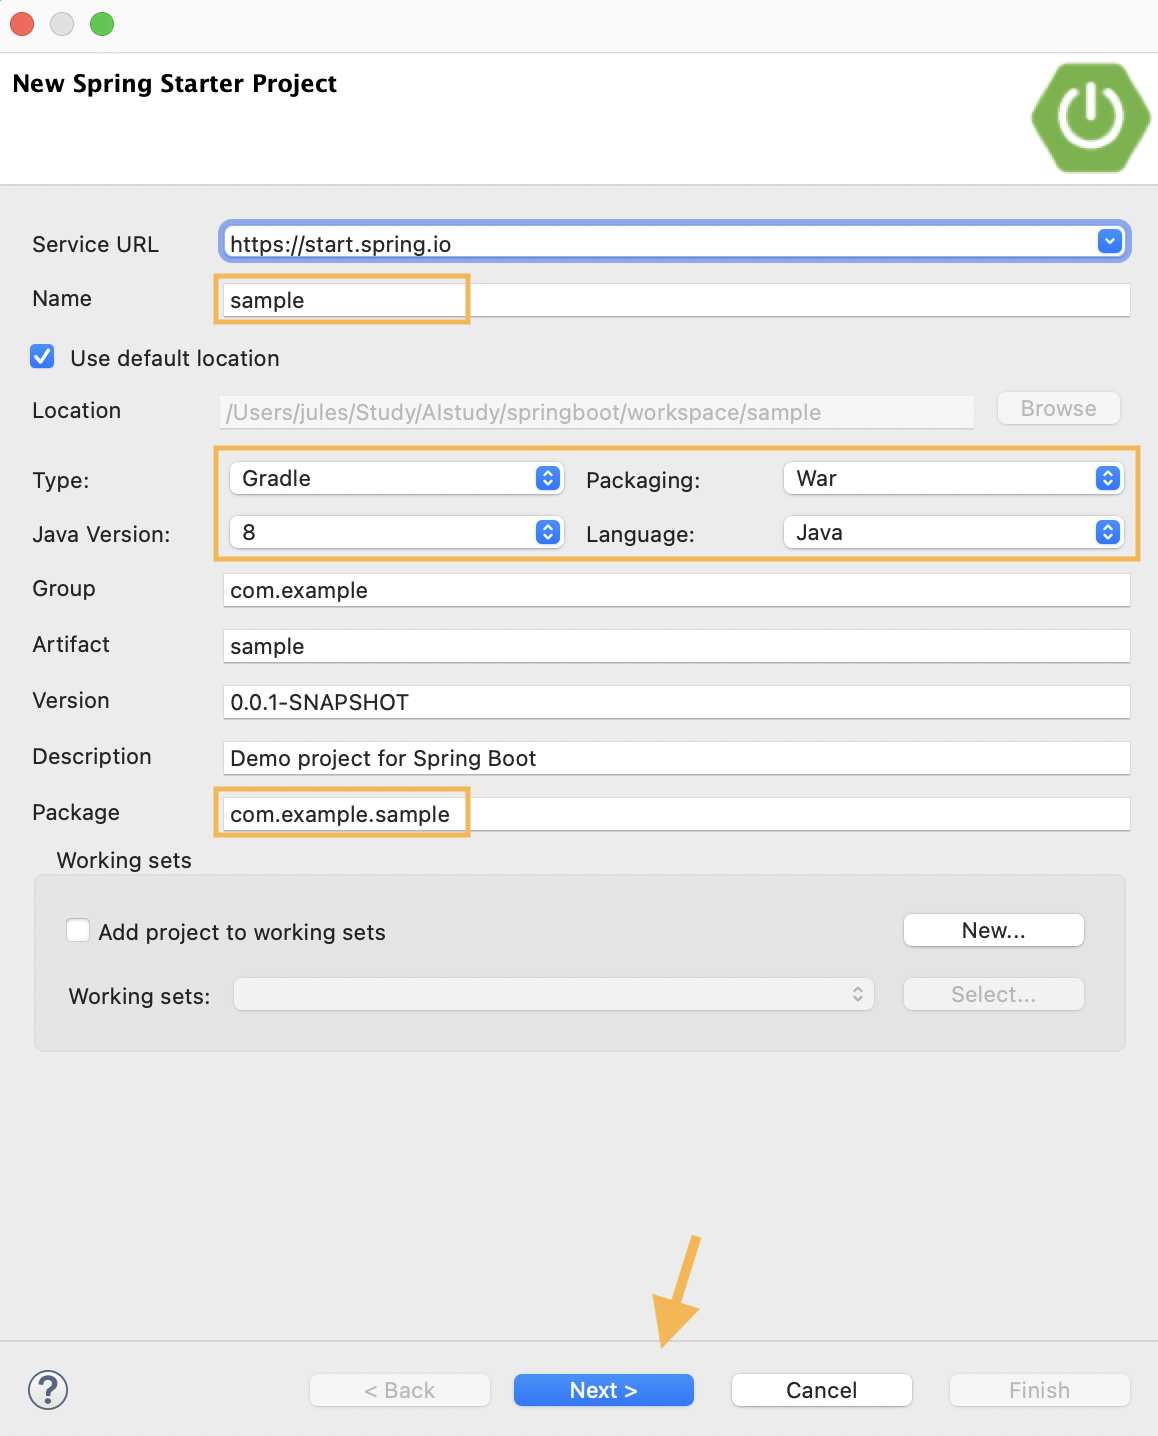 New Spring Starter Project
Service URL https://start.spring.io
Name sample
Use default location
Location /Users/jules/Study/AIstudy/springboot/workspace/sample Browse
Type: Gradle Packaging: War
Java Version: 8 Language: Java
Group com.example
Artifact sample
Version 0.0.1-SNAPSHOT
Description Demo project for Spring Boot
Package com.example.sample
Working sets
Add project to working sets New...
Working sets: Select...
? < Back Next > Cancel Finish